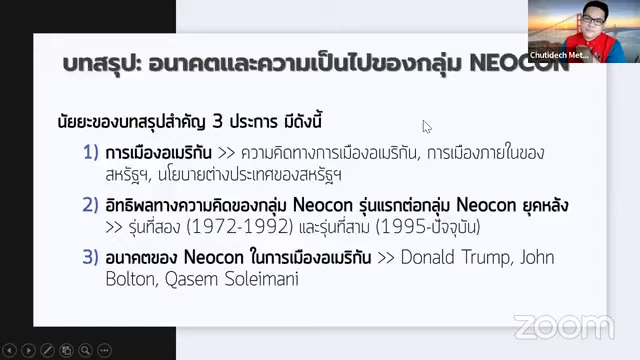 Chutidech Met...
บทสรุป: อนาคตและความเป็นไปของกลุ่ม NEOCON
นัยยะของบทสรุปสำคัญ 3 ประการ มีดังนี้
1) การเมืองอเมริกัน >> ความคิดทางการเมืองอเมริกัน, การเมืองภายในของ
สหรัฐฯ, นโยบายต่างประเทศของสหรัฐฯ
2) อิทธิพลทางความคิดของกลุ่ม Neocon รุ่นแรกต่อกลุ่ม Neocon ยุคหลัง
>> รุ่นที่สอง (1972-1992) และรุ่นที่สาม (1995-ปัจจุบัน)
3) อนาคตของ Neocon ในการเมืองอเมริกัน >> Donald Trump, John
Bolton, Qasem Soleimani
zoom